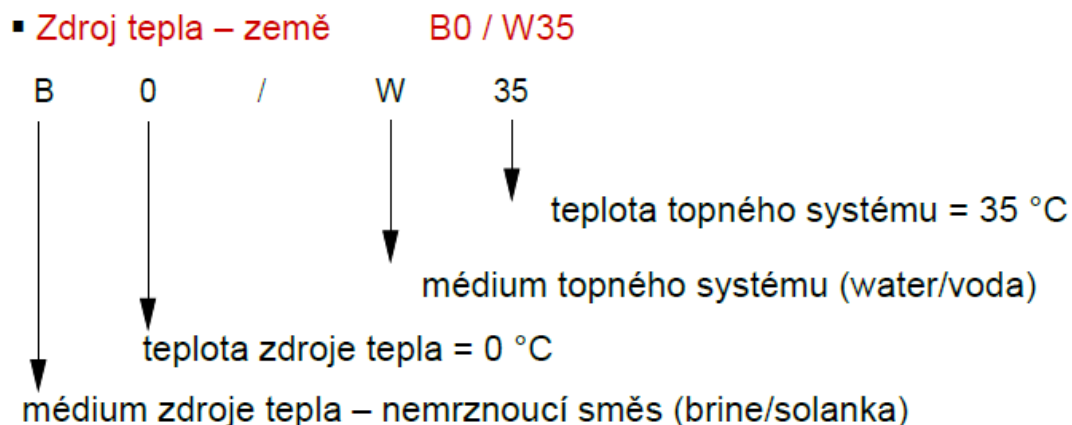 ▪ Zdroj tepla – země B0 / W35
B 0 / W 35
teplota topného systému = 35 °C
médium topného systému (water/voda)
teplota zdroje tepla = 0 °C
médium zdroje tepla – nemrznoucí směs (brine/solanka)